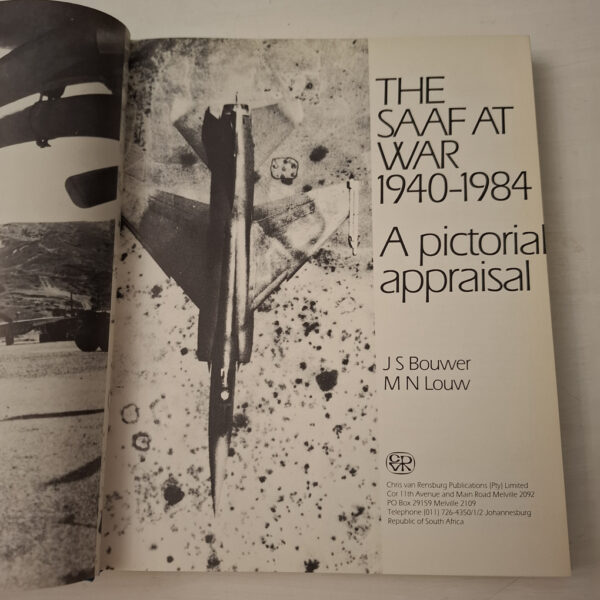 THE
SAAF AT
WAR
1940-1984
A pictorial
appraisal
J S Bouwer
M N Louw
CVR
Chris van Rensburg Publications (Pty) Limited
Cor 11th Avenue and Main Road Melville 2092
PO Box 29159 Melville 2109
Telephone (011) 726-4350/1/2 Johannesburg
Republic of South Africa